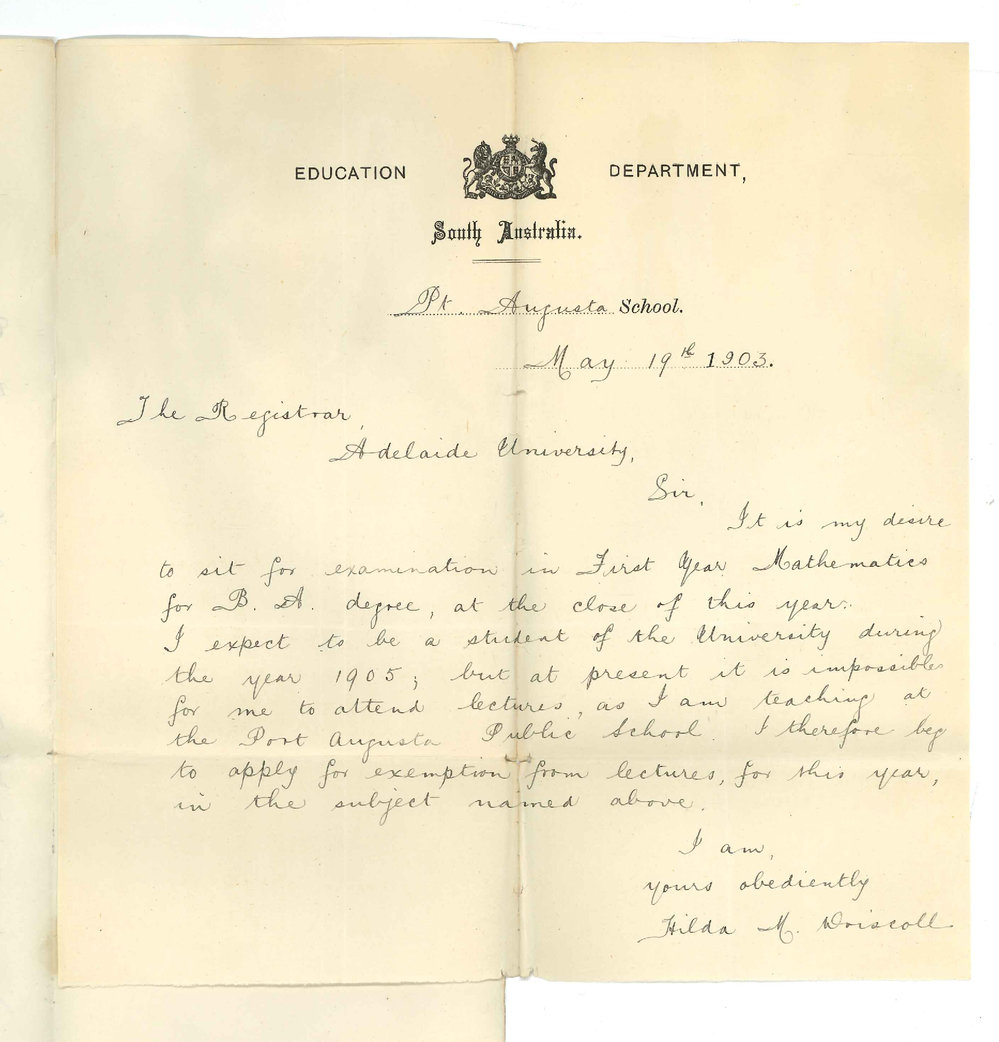 EDUCATION DEPARTMENT,
South Australia.
Pt. Augusta School.
May 19th 1903.
The Registrar,
Adelaide University,
Sir,
It is my desire
to sit for examination in First Year Mathematics
for B. A. degree, at the close of this year.
I expect to be a student of the University during
the year 1905; but at present it is impossible
for me to attend lectures, as I am teaching at
the Port Augusta Public School. I therefore beg
to apply for exemption from lectures, for this year,
in the subject named above.
I am,
yours obediently
Hilda M. Driscoll